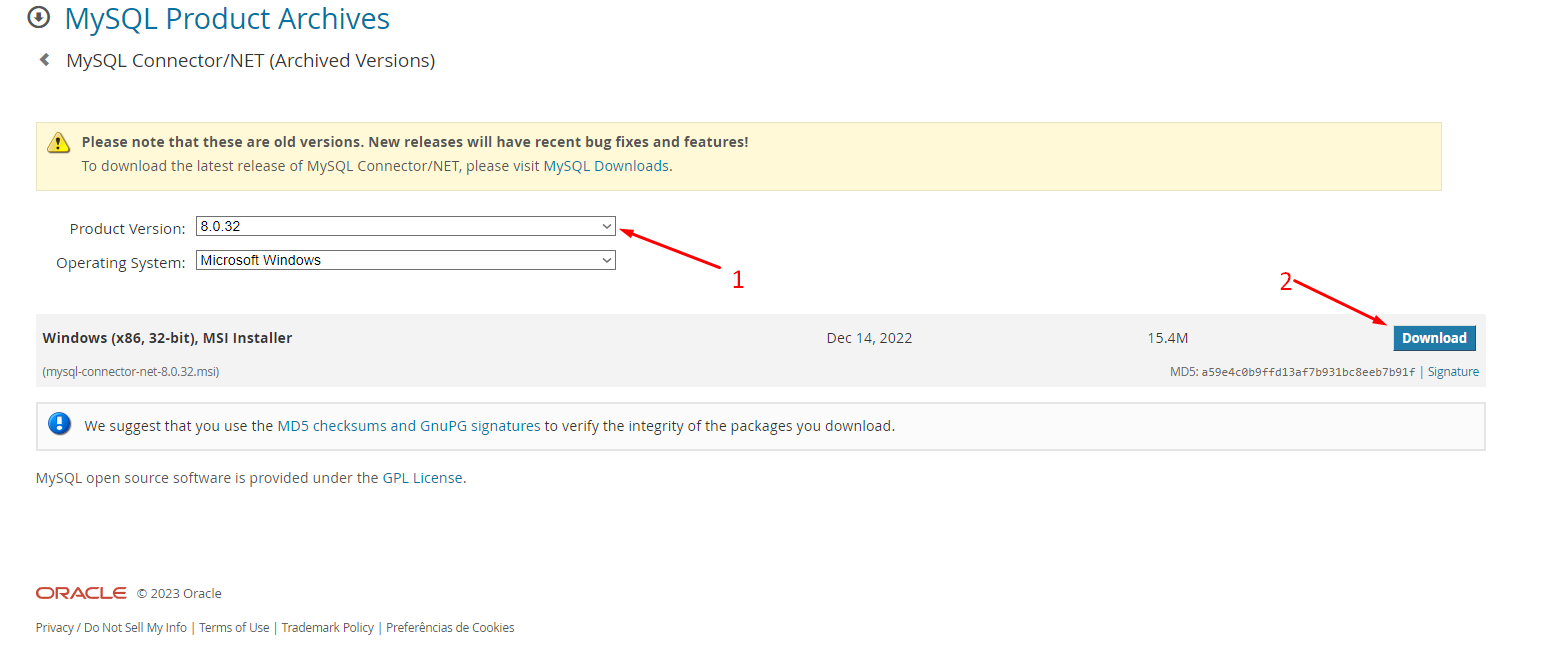 MySQL Product Archives
MySQL Connector/NET (Archived Versions)
Please note that these are old versions. New releases will have recent bug fixes and features!
To download the latest release of MySQL Connector/NET, please visit MySQL Downloads.
Product Version: 8.0.32
Operating System: Microsoft Windows
1
2
Windows (x86, 32-bit), MSI Installer Dec 14, 2022 15.4M Download
(mysql-connector-net-8.0.32.msi) MD5: a59e4c0b9ffd13af7b931bc8eeb7b91f | Signature
We suggest that you use the MD5 checksums and GnuPG signatures to verify the integrity of the packages you download.
MySQL open source software is provided under the GPL License.
ORACLE © 2023 Oracle
Privacy / Do Not Sell My Info | Terms of Use | Trademark Policy | Preferências de Cookies